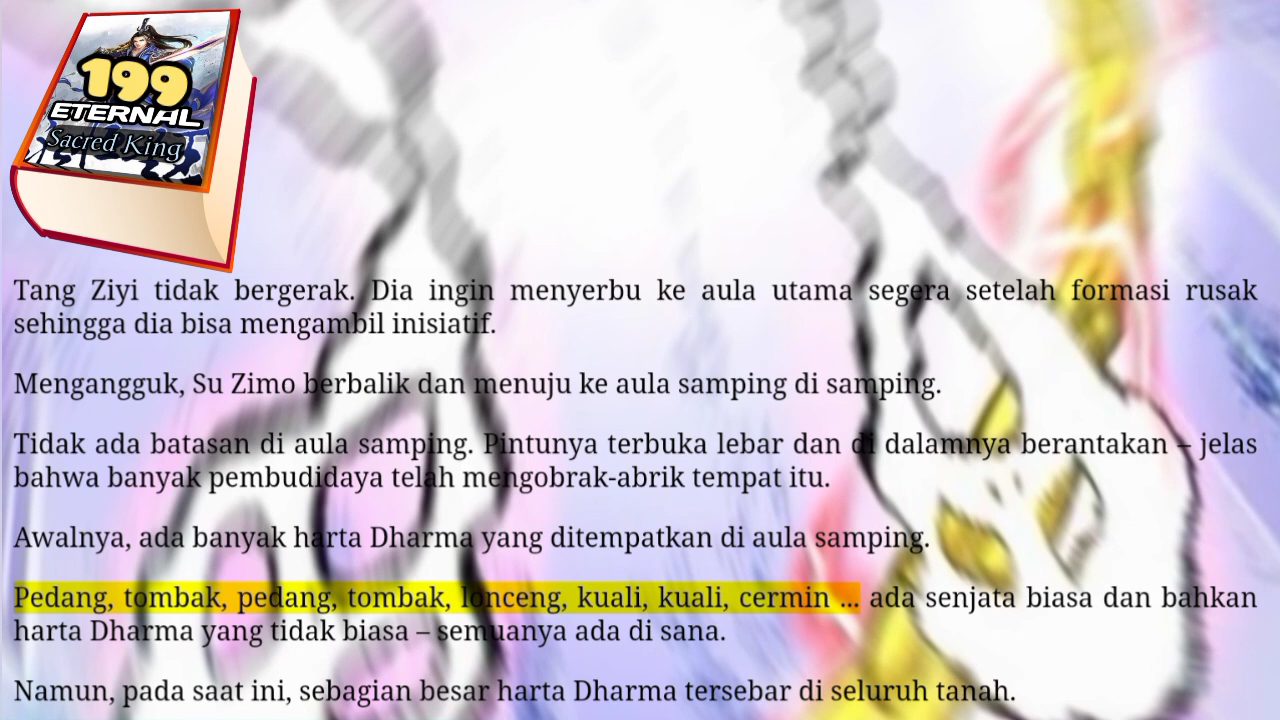 199
ETERNAL
Sacred King
Tang Ziyi tidak bergerak. Dia ingin menyerbu ke aula utama segera setelah formasi rusak
sehingga dia bisa mengambil inisiatif.
Mengangguk, Su Zimo berbalik dan menuju ke aula samping di samping.
Tidak ada batasan di aula samping. Pintunya terbuka lebar dan di dalamnya berantakan – jelas
bahwa banyak pembudidaya telah mengobrak-abrik tempat itu.
Awalnya, ada banyak harta Dharma yang ditempatkan di aula samping.
Pedang, tombak, pedang, tombak, lonceng, kuali, kuali, cermin ... ada senjata biasa dan bahkan
harta Dharma yang tidak biasa – semuanya ada di sana.
Namun, pada saat ini, sebagian besar harta Dharma tersebar di seluruh tanah.